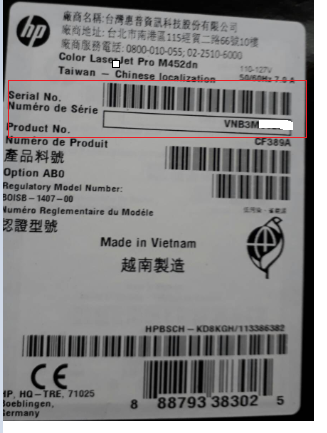 hp
廠商名稱:台灣惠普資訊科技股份有限公司
廠商地址:台北市南港區115經貿二路66號10樓
服務電話: 0800-010-055; 02-2510-6000
Color LaserJet Pro M452dn 110-127V
Taiwan – Chinese localization 50/60Hz 7.0 A
Serial No.
Numéro de Série
VNB3M
Product No. CF389A
Numéro de Produit
產品料號
Option AB0
Regulatory Model Number:
BOISB-1407-00
Numéro Reglementaire du Modèle
認證型號
Made in Vietnam
越南製造
HPBSCH – KD8KGH/113386382
CE
HP, HQ-TRE, 71025
Boeblingen,
Germany
8 88793 38302 5